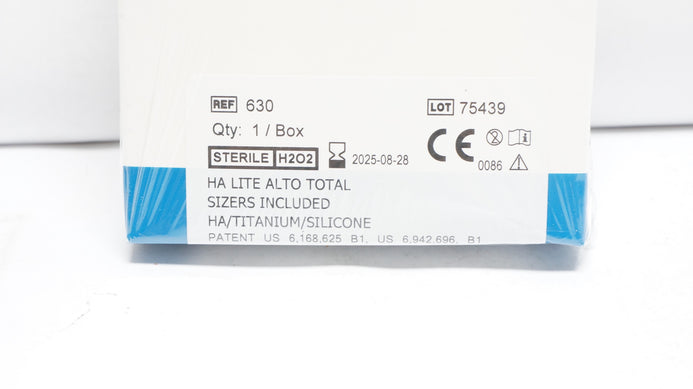 REF 630
LOT 75439
Qty: 1 / Box
STERILE H2O2 2025-08-28
CE 0086
HA LITE ALTO TOTAL
SIZERS INCLUDED
HA/TITANIUM/SILICONE
PATENT US 6,168,625 B1, US 6,942,696, B1